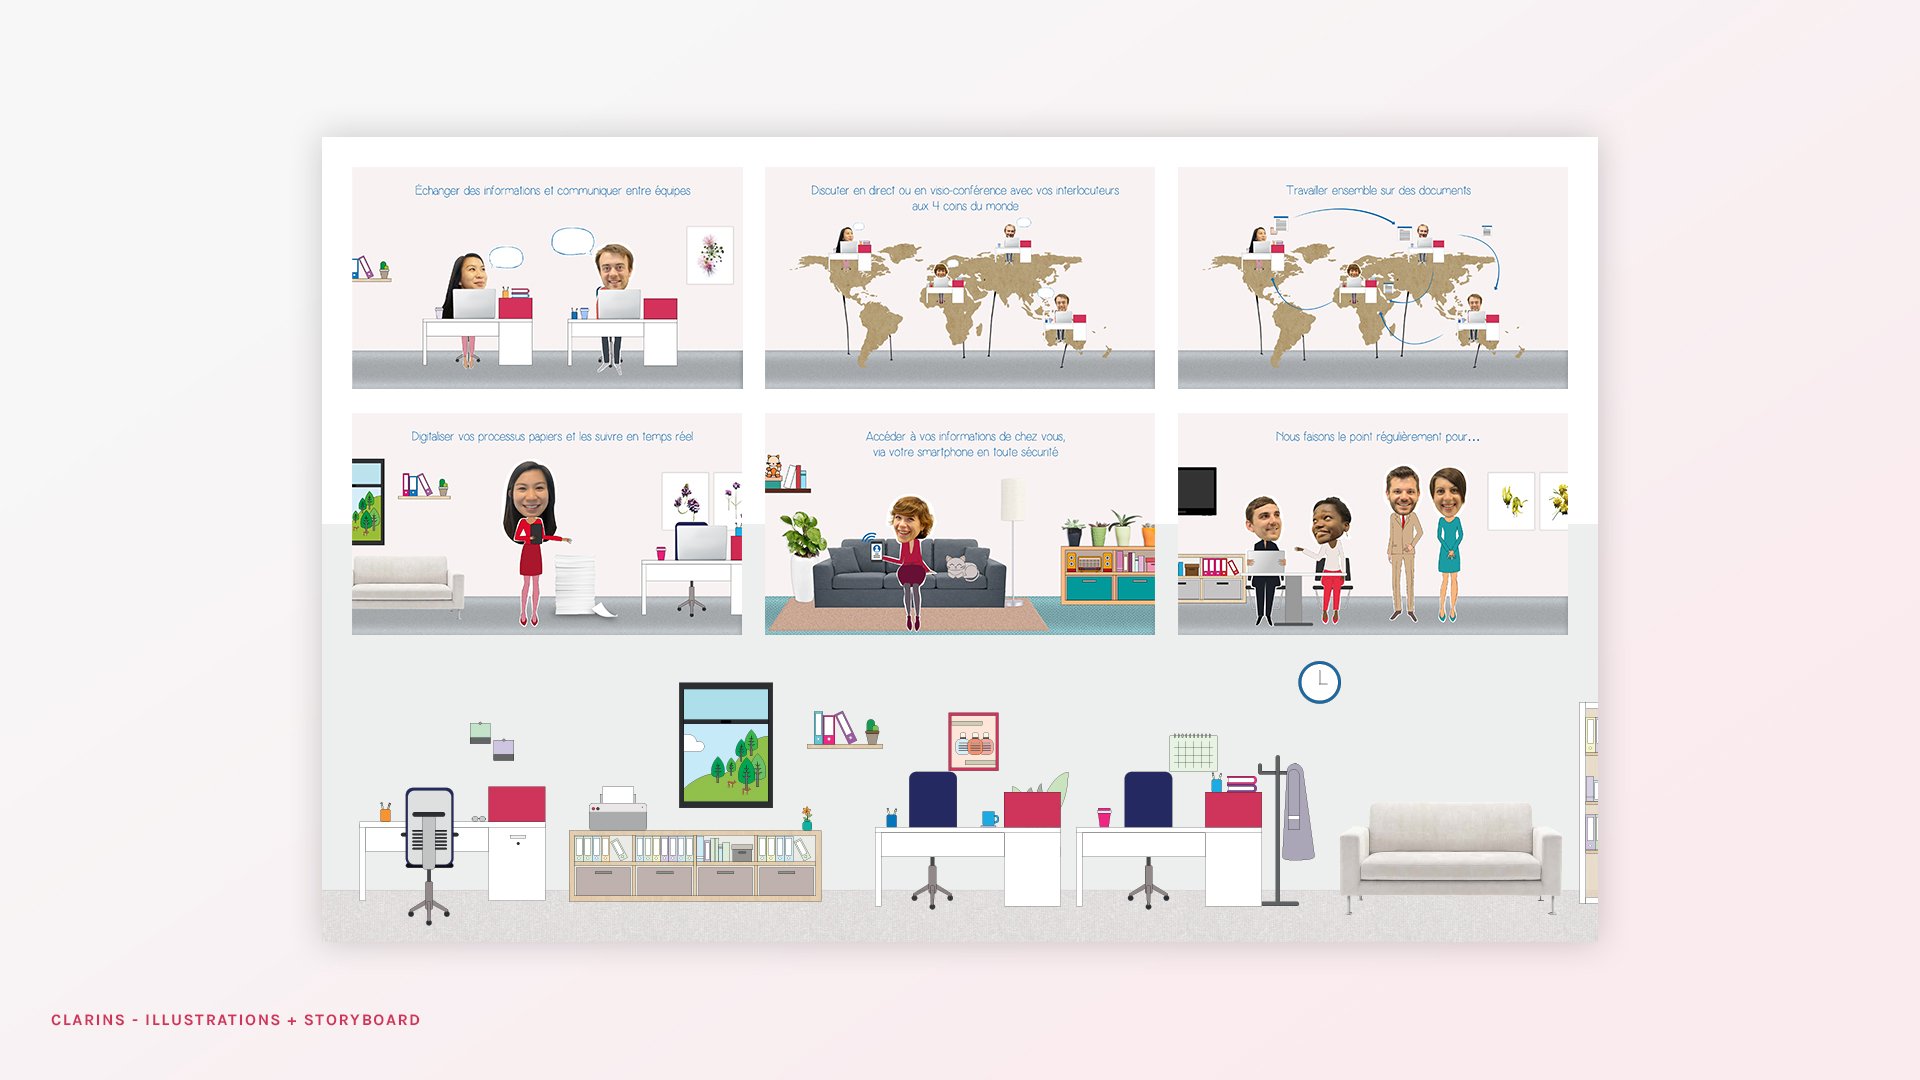 Échanger des informations et communiquer entre équipes
Discuter en direct ou en visio-conférence avec vos interlocuteurs
aux 4 coins du monde
Travailler ensemble sur des documents
Digitaliser vos processus papiers et les suivre en temps réel
Accéder à vos informations de chez vous,
via votre smartphone en toute sécurité
Nous faisons le point régulièrement pour...
CLARINS - ILLUSTRATIONS + STORYBOARD